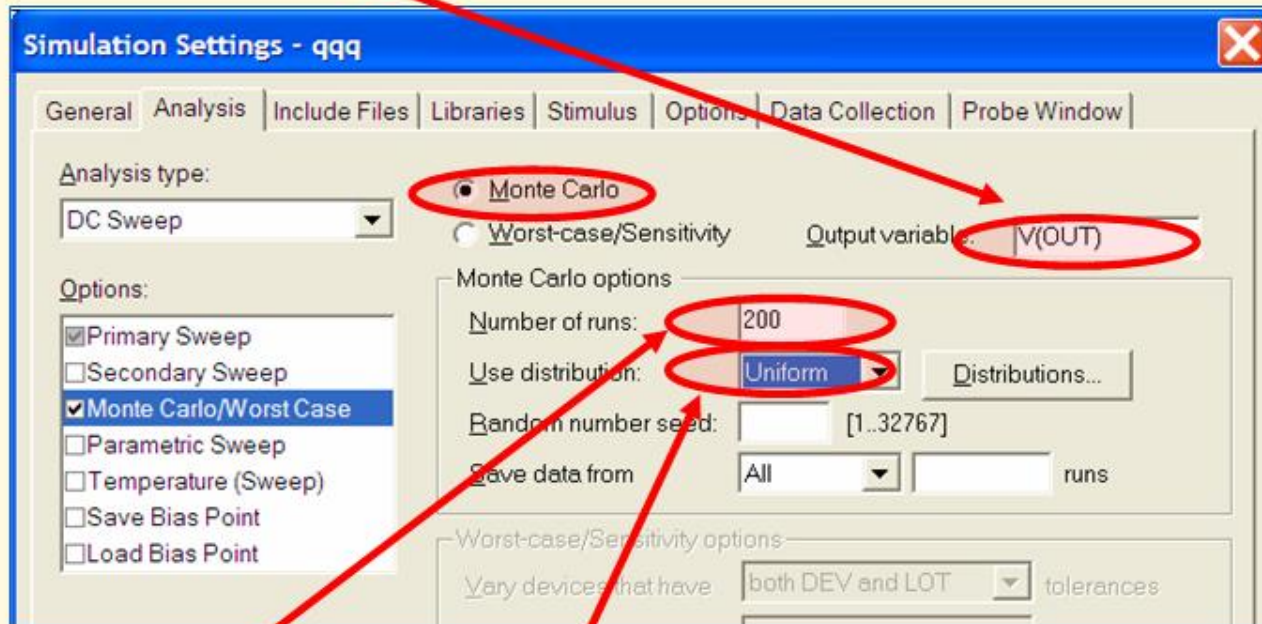 Simulation Settings - qqq
General Analysis Include Files Libraries Stimulus Options Data Collection Probe Window
Analysis type:
DC Sweep
Monte Carlo
Worst-case/Sensitivity
Output variable:
V(OUT)
Options:
Primary Sweep
Secondary Sweep
Monte Carlo/Worst Case
Parametric Sweep
Temperature (Sweep)
Save Bias Point
Load Bias Point
Monte Carlo options
Number of runs: 200
Use distribution: Uniform Distributions...
Random number seed: [1..32767]
Save data from All runs
Worst-case/Sensitivity options
Vary devices that have both DEV and LOT tolerances